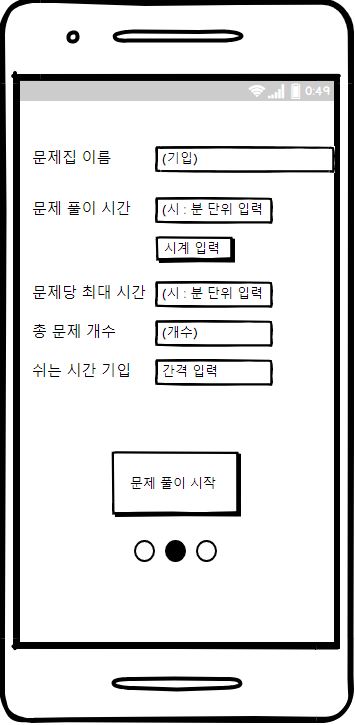 0:49
문제집 이름 (기입)
문제 풀이 시간 (시 : 분 단위 입력
시계 입력
문제당 최대 시간 (시 : 분 단위 입력
총 문제 개수 (개수)
쉬는 시간 기입 간격 입력
문제 풀이 시작